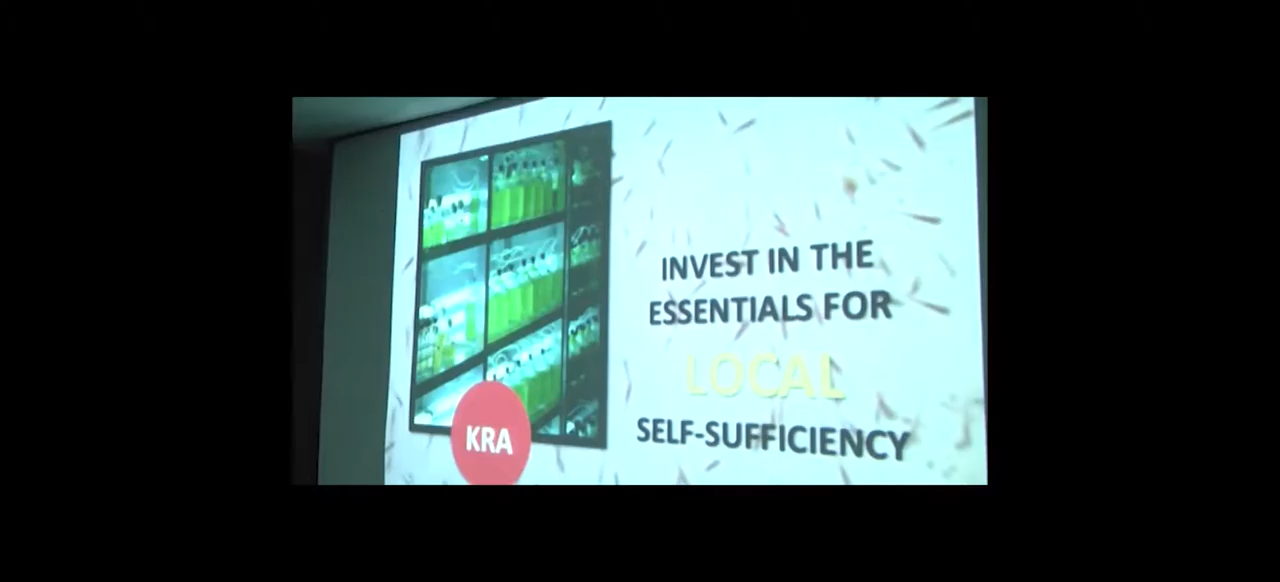 INVEST IN THE
ESSENTIALS FOR
LOCAL
SELF-SUFFICIENCY
KRA